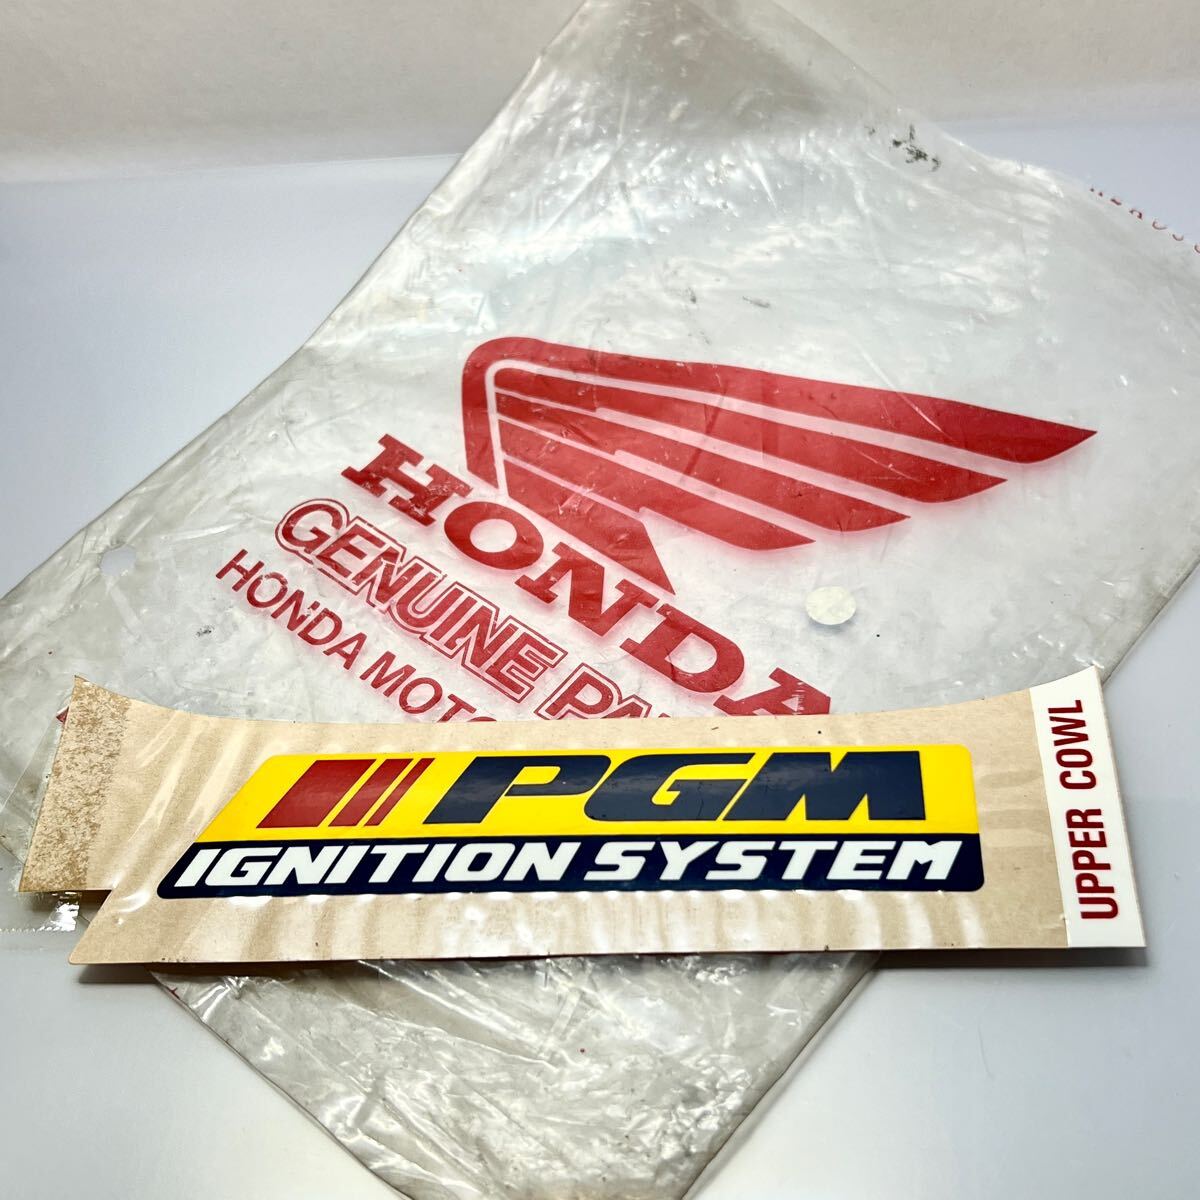 HONDA
GENUINE PA
HONDA MOTO
PGM
IGNITION SYSTEM
UPPER COWL